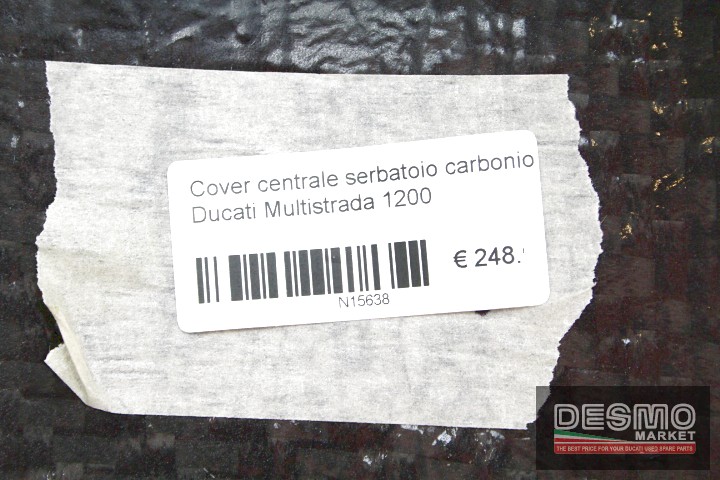 Cover centrale serbatoio carbonio
Ducati Multistrada 1200
€ 248.
N15638
DESMO
MARKET
THE BEST PRICE FOR YOUR DUCATI USED SPARE PARTS